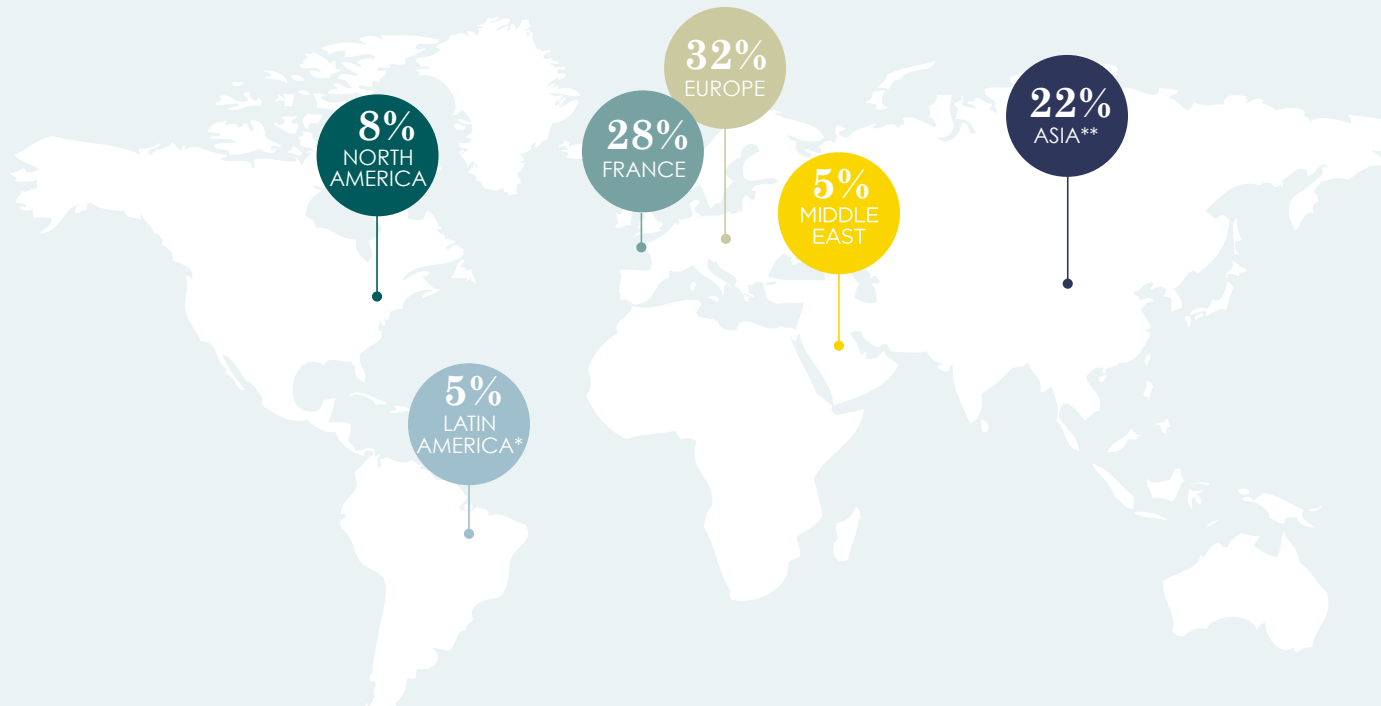 32%
EUROPE
8%
NORTH
AMERICA
28%
FRANCE
22%
ASIA**
5%
MIDDLE
EAST
5%
LATIN
AMERICA*